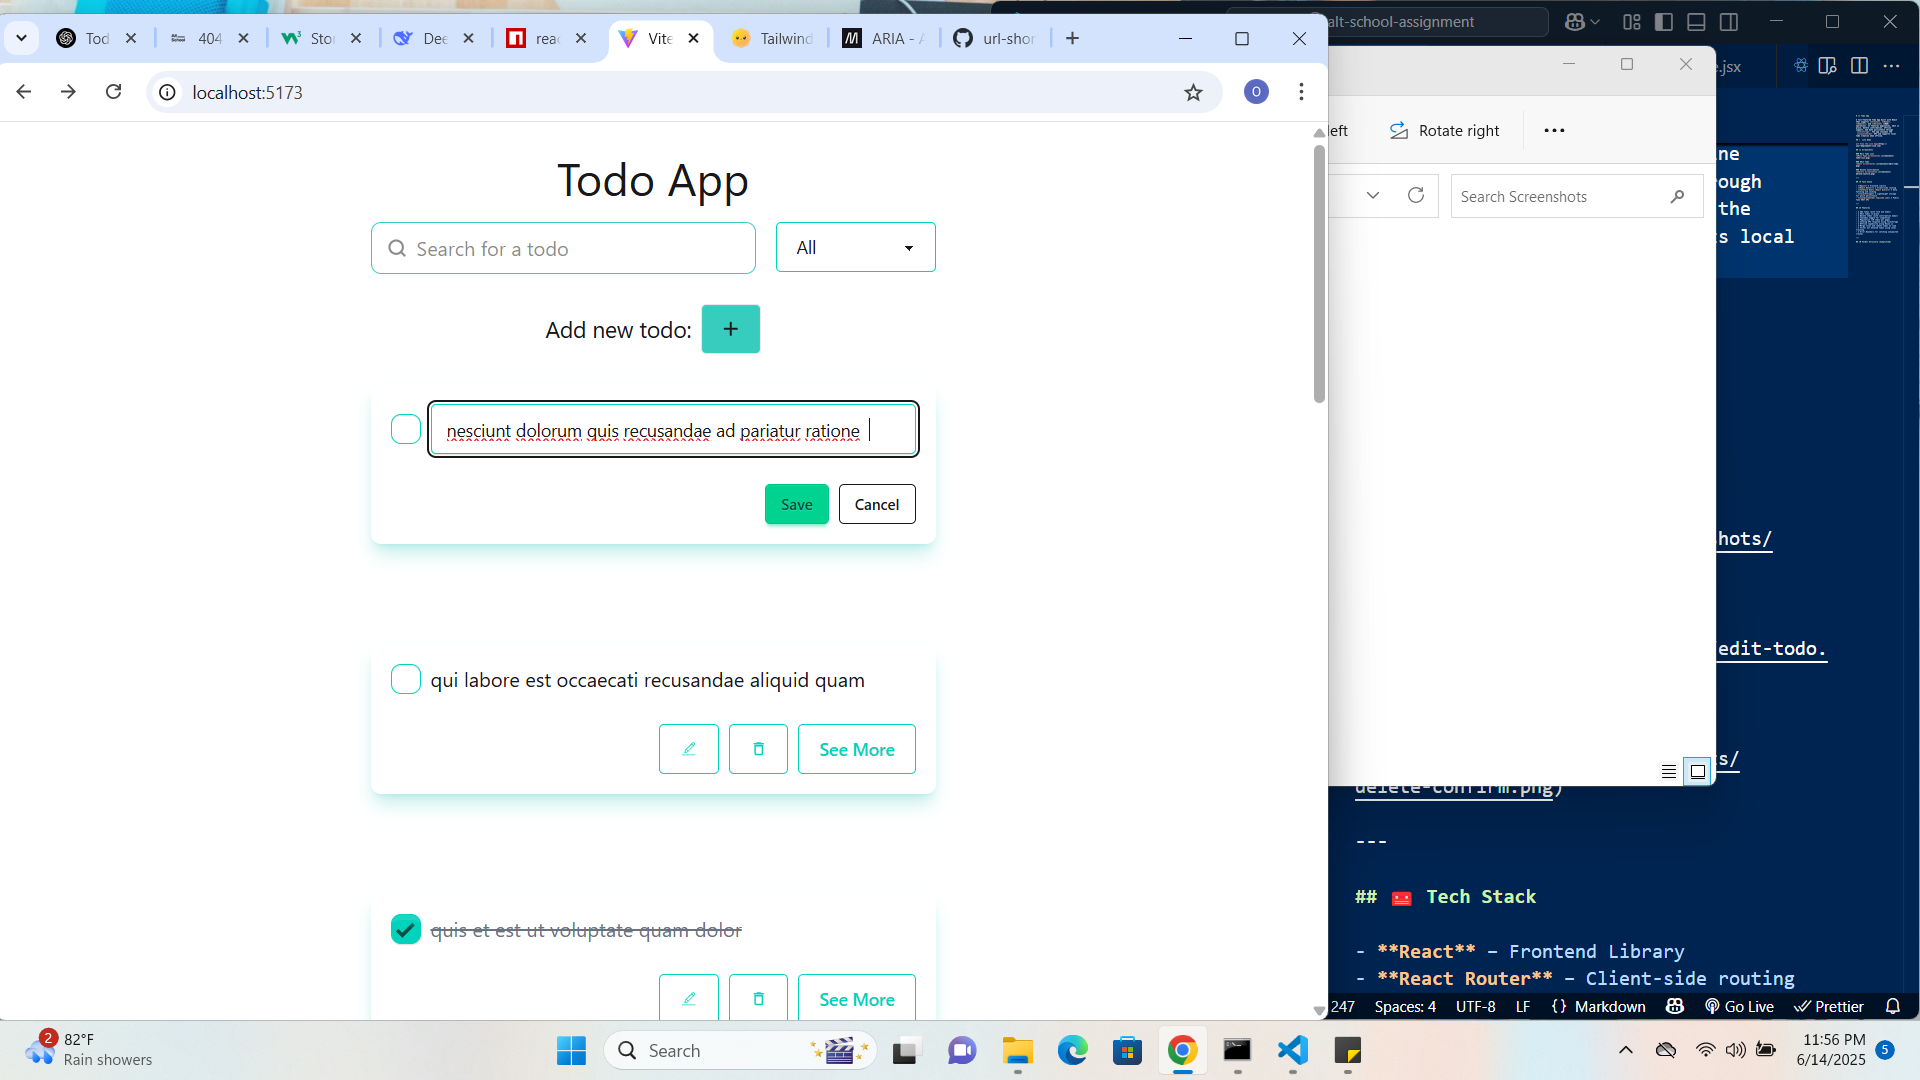 Tod
404
Stor
Dee
reac
Vite
Tailwind
ARIA - A
url-shor
localhost:5173
O
Todo App
Search for a todo
All
Add new todo: +
nesciunt dolorum quis recusandae ad pariatur ratione
Save
Cancel
qui labore est occaecati recusandae aliquid quam
See More
quis et est ut voluptate quam dolor
See More
alt-school-assignment
.jsx
eft
Rotate right
Search Screenshots
ne
ough
the
s local
hots/
edit-todo.
s/
delete-confirm.png)
---
## Tech Stack
- **React** – Frontend Library
- **React Router** – Client-side routing
247
Spaces: 4
UTF-8
LF
{ } Markdown
Go Live
Prettier
2
82°F
Rain showers
Search
11:56 PM
6/14/2025
5